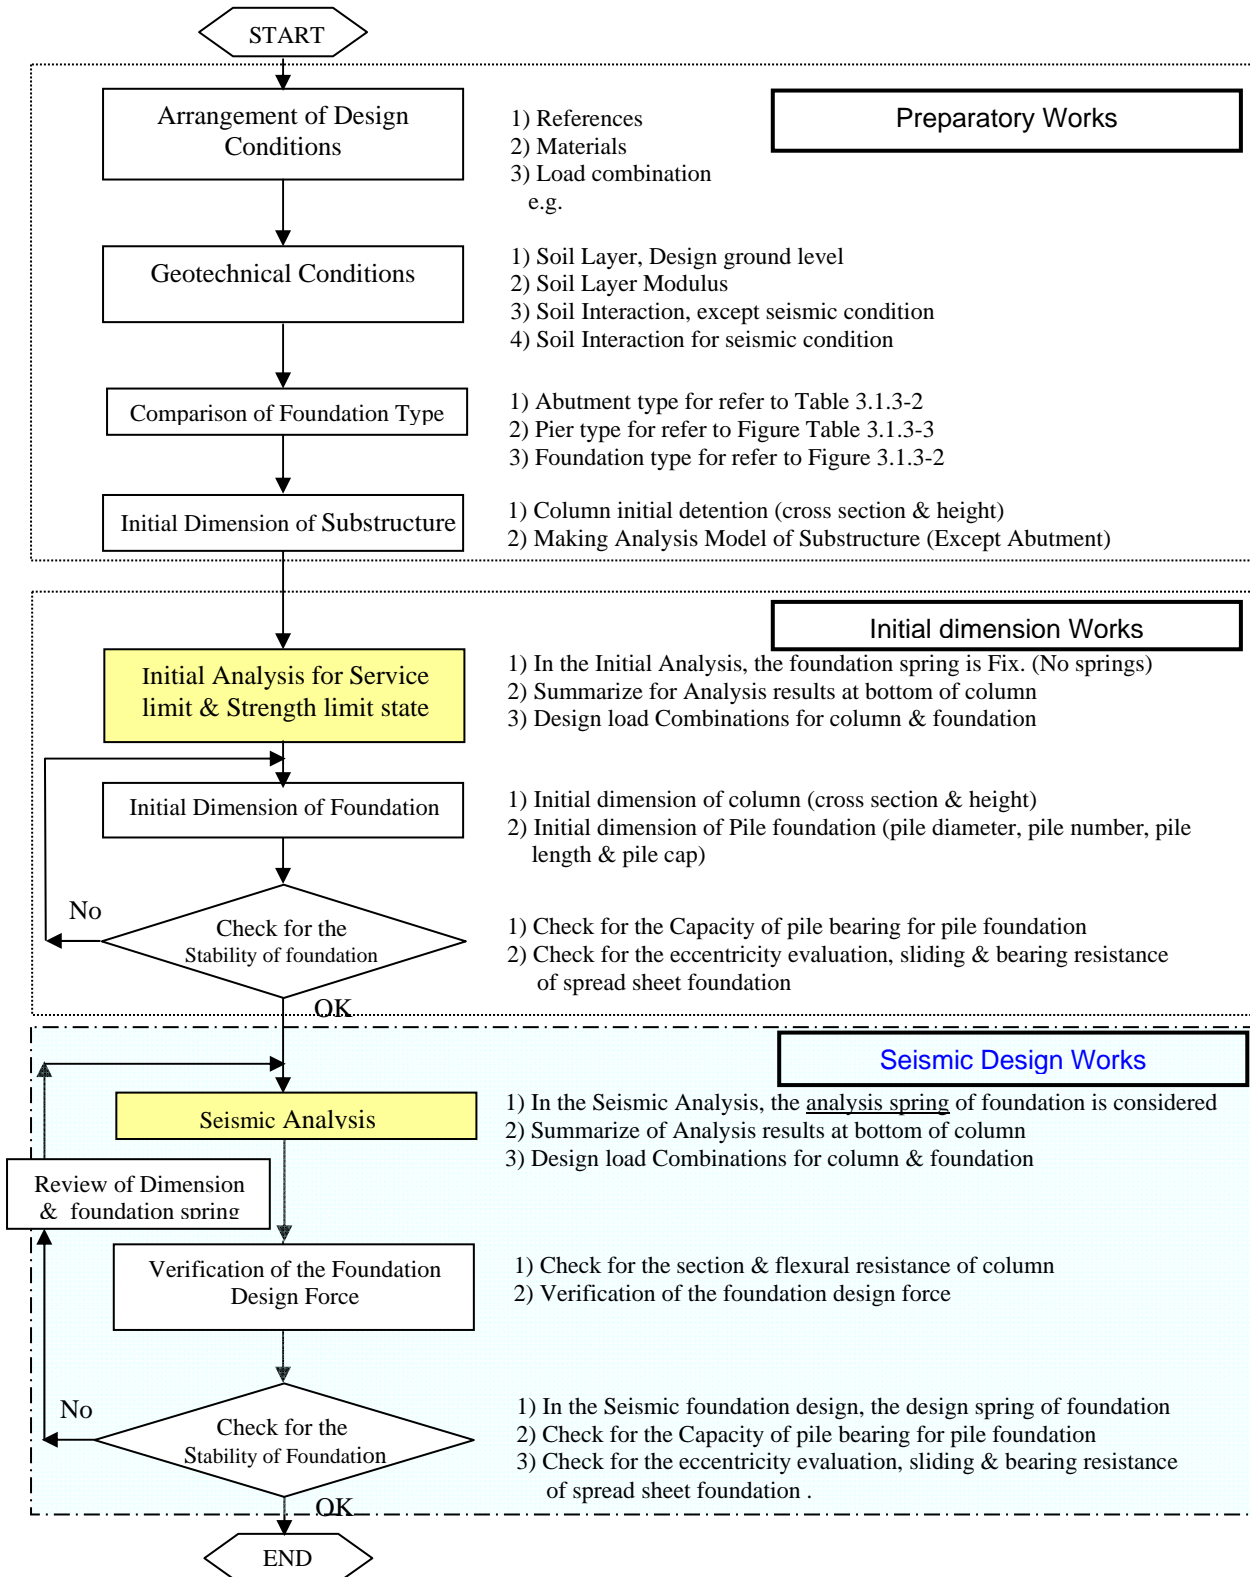 START
Preparatory Works
Arrangement of Design
Conditions
1) References
2) Materials
3) Load combination
e.g.
Geotechnical Conditions
1) Soil Layer, Design ground level
2) Soil Layer Modulus
3) Soil Interaction, except seismic condition
4) Soil Interaction for seismic condition
Comparison of Foundation Type
1) Abutment type for refer to Table 3.1.3-2
2) Pier type for refer to Figure Table 3.1.3-3
3) Foundation type for refer to Figure 3.1.3-2
Initial Dimension of Substructure
1) Column initial detention (cross section & height)
2) Making Analysis Model of Substructure (Except Abutment)
Initial dimension Works
Initial Analysis for Service
limit & Strength limit state
1) In the Initial Analysis, the foundation spring is Fix. (No springs)
2) Summarize for Analysis results at bottom of column
3) Design load Combinations for column & foundation
Initial Dimension of Foundation
1) Initial dimension of column (cross section & height)
2) Initial dimension of Pile foundation (pile diameter, pile number, pile
length & pile cap)
No
Check for the
Stability of foundation
1) Check for the Capacity of pile bearing for pile foundation
2) Check for the eccentricity evaluation, sliding & bearing resistance
of spread sheet foundation
OK
Seismic Design Works
Seismic Analysis
1) In the Seismic Analysis, the analysis spring of foundation is considered
2) Summarize of Analysis results at bottom of column
3) Design load Combinations for column & foundation
Review of Dimension
& foundation spring
Verification of the Foundation
Design Force
1) Check for the section & flexural resistance of column
2) Verification of the foundation design force
No
Check for the
Stability of Foundation
1) In the Seismic foundation design, the design spring of foundation
2) Check for the Capacity of pile bearing for pile foundation
3) Check for the eccentricity evaluation, sliding & bearing resistance
of spread sheet foundation .
OK
END